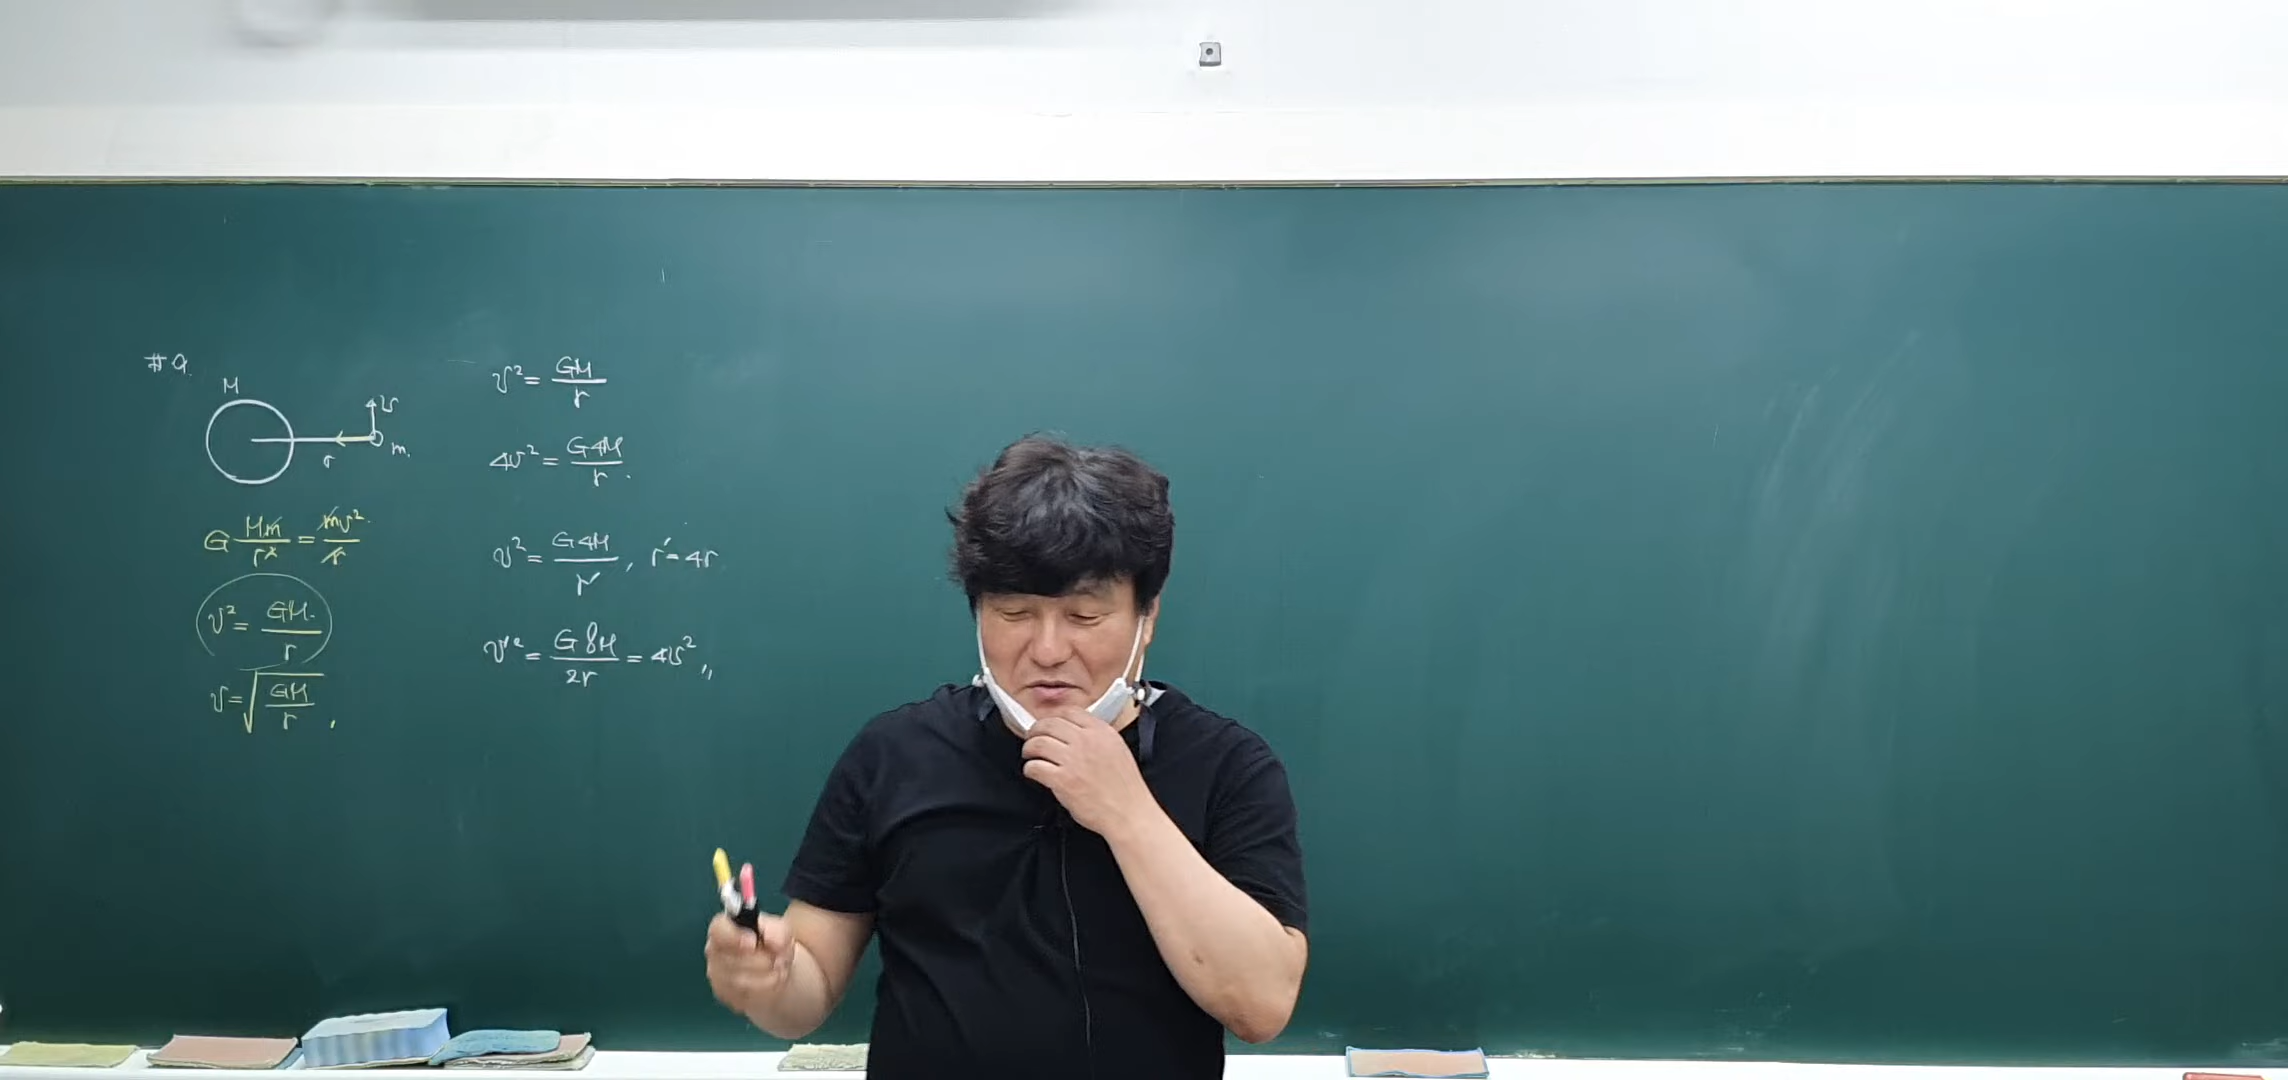 #9.
M
v
m.
r
G Mm/r² = mv²/r
v² = GM/r
v = √(GM/r)
v² = GM/r
4v² = G4M/r
v² = G4M/r′, r′=4r
v′² = G8M/2r = 4v²